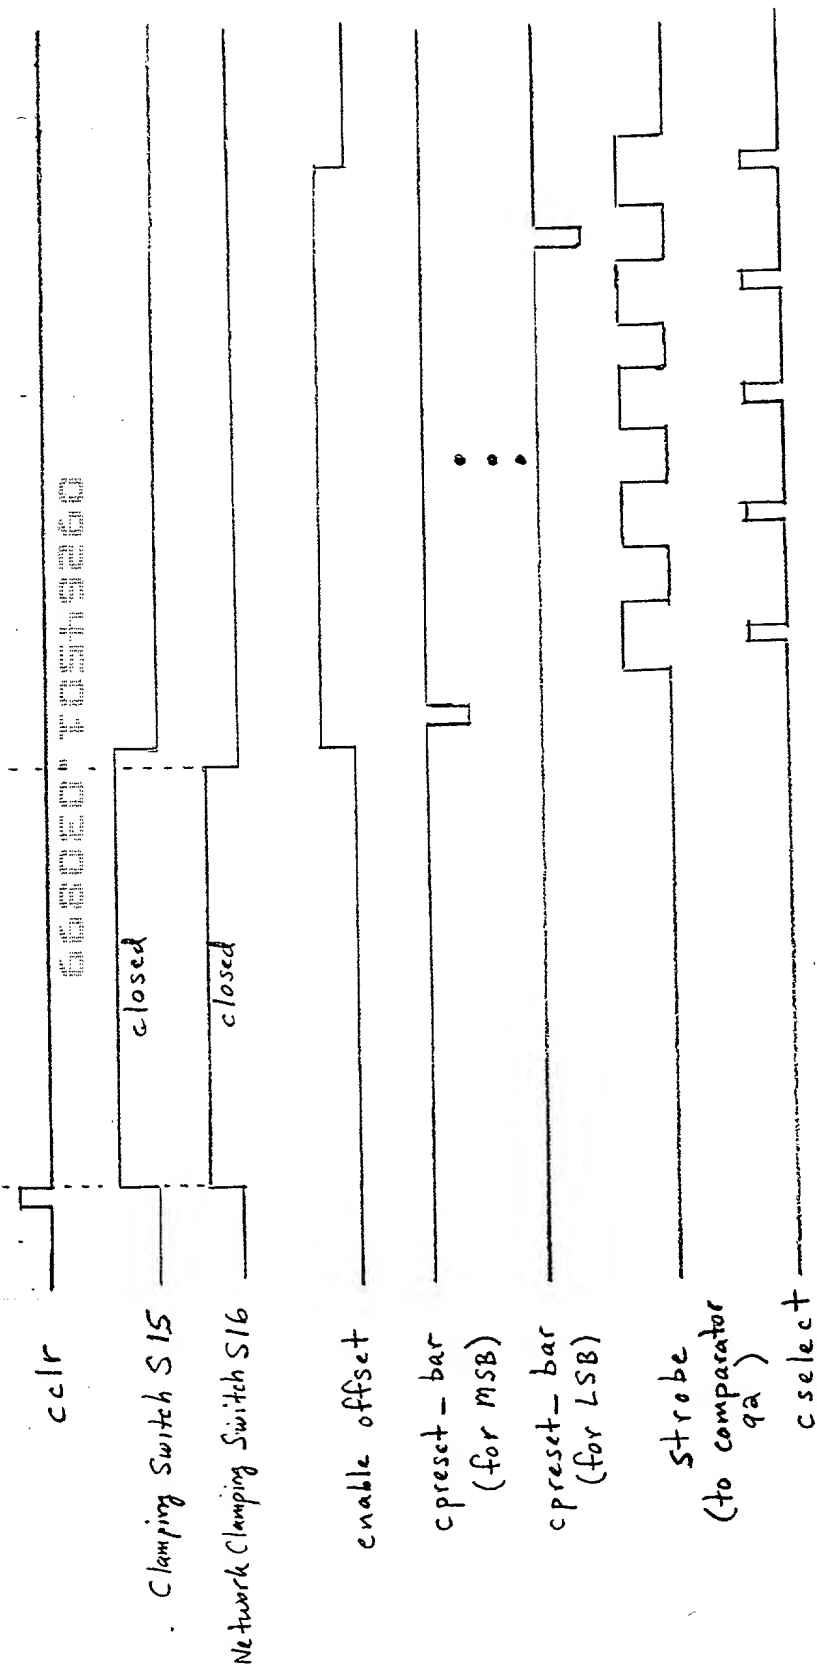 cclr
Clamping Switch S15
closed
Network Clamping Switch S16
closed
enable offset
cpreset_bar
(for MSB)
cpreset_bar
(for LSB)
Strobe
(to comparator
92)
cselect